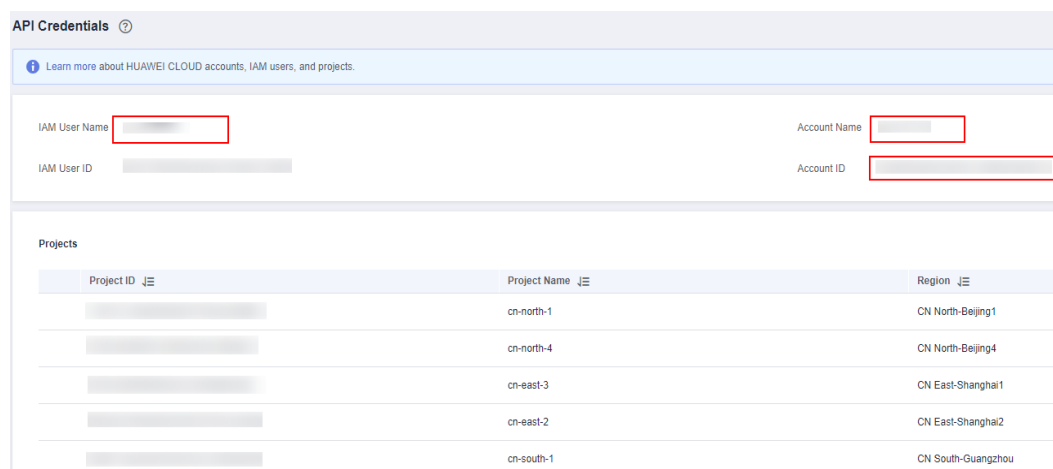 API Credentials ?
i Learn more about HUAWEI CLOUD accounts, IAM users, and projects.
IAM User Name Account Name
IAM User ID Account ID
Projects
Project ID Project Name Region
cn-north-1 CN North-Beijing1
cn-north-4 CN North-Beijing4
cn-east-3 CN East-Shanghai1
cn-east-2 CN East-Shanghai2
cn-south-1 CN South-Guangzhou